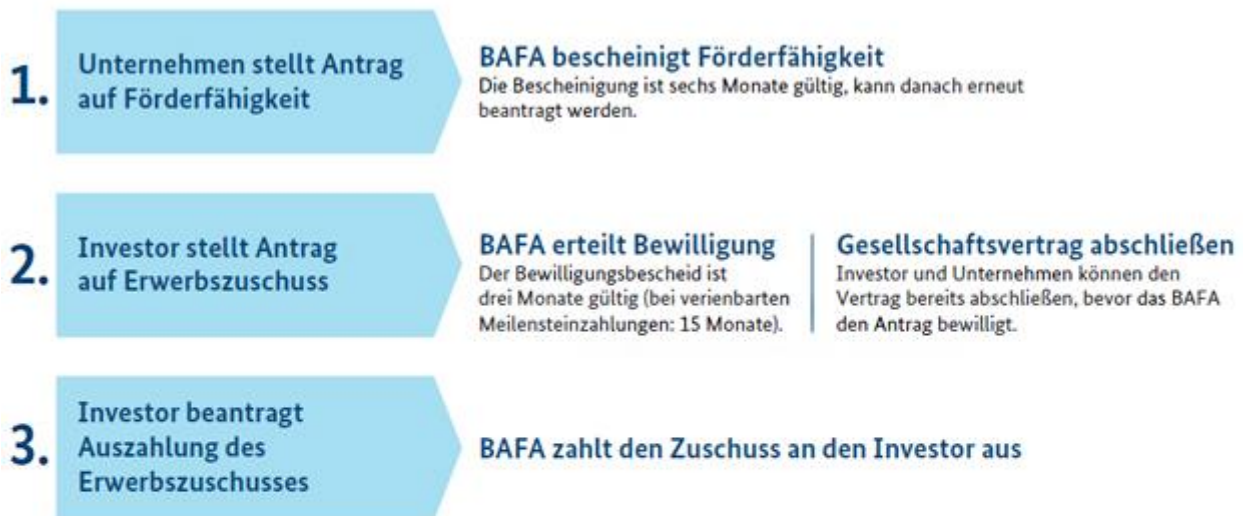 1.
Unternehmen stellt Antrag
auf Förderfähigkeit
BAFA bescheinigt Förderfähigkeit
Die Bescheinigung ist sechs Monate gültig, kann danach erneut
beantragt werden.
2.
Investor stellt Antrag
auf Erwerbszuschuss
BAFA erteilt Bewilligung
Der Bewilligungsbescheid ist
drei Monate gültig (bei verienbarten
Meilensteinzahlungen: 15 Monate).
Gesellschaftsvertrag abschließen
Investor und Unternehmen können den
Vertrag bereits abschließen, bevor das BAFA
den Antrag bewilligt.
3.
Investor beantragt
Auszahlung des
Erwerbszuschusses
BAFA zahlt den Zuschuss an den Investor aus